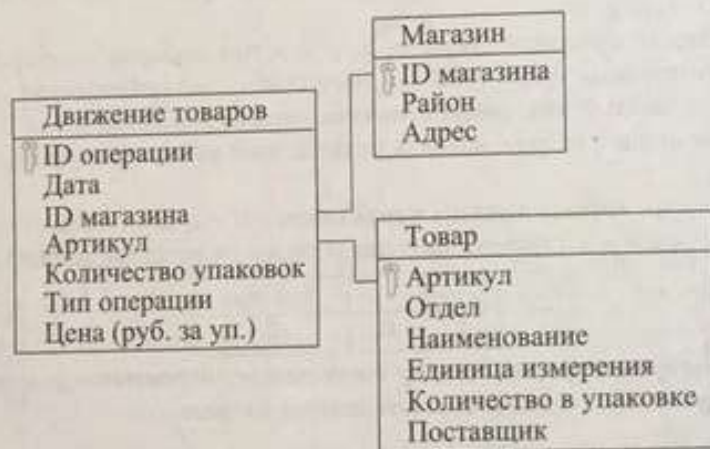 Магазин
ID магазина
Район
Адрес
Движение товаров
ID операции
Дата
ID магазина
Артикул
Количество упаковок
Тип операции
Цена (руб. за уп.)
Товар
Артикул
Отдел
Наименование
Единица измерения
Количество в упаковке
Поставщик